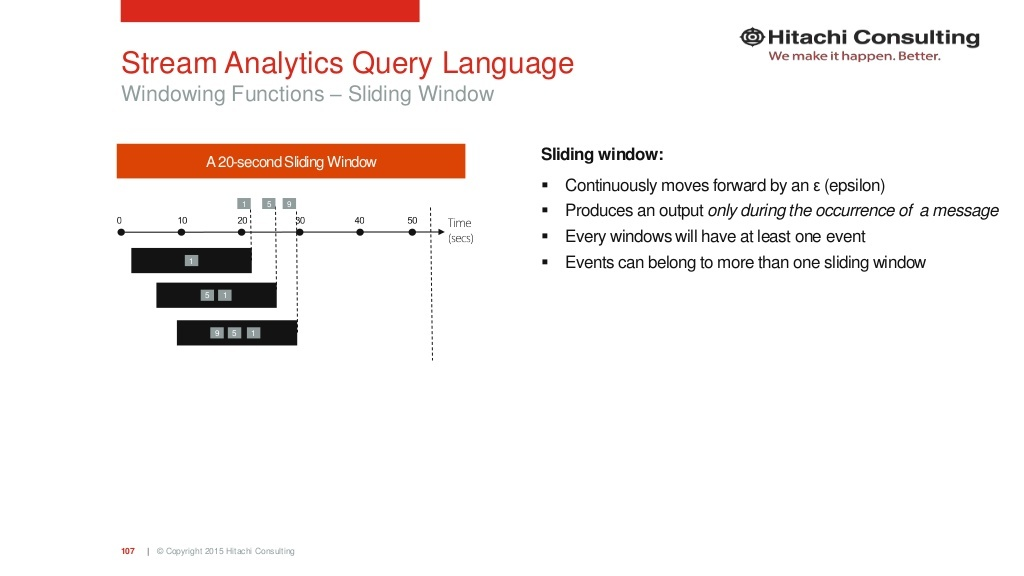 Hitachi Consulting
We make it happen. Better.
Stream Analytics Query Language
Windowing Functions – Sliding Window
A 20-second Sliding Window
1 5 9
0 10 20 30 40 50 Time
(secs)
1
5 1
9 5 1
Sliding window:
▪ Continuously moves forward by an ε (epsilon)
▪ Produces an output only during the occurrence of a message
▪ Every windows will have at least one event
▪ Events can belong to more than one sliding window
107 | © Copyright 2015 Hitachi Consulting